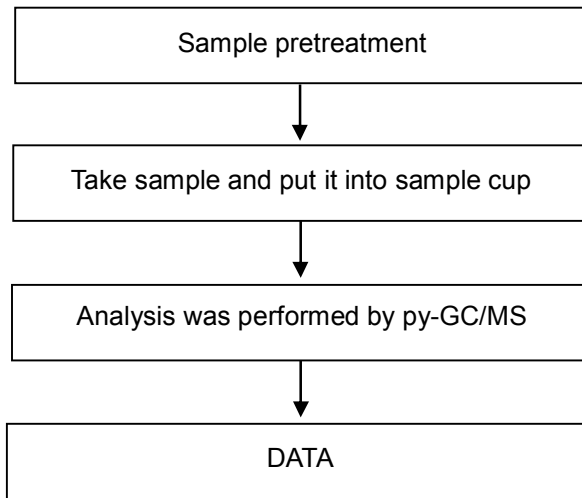 Sample pretreatment
Take sample and put it into sample cup
Analysis was performed by py-GC/MS
DATA